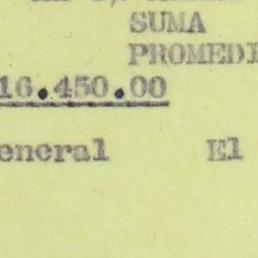 SUMA
PROMEDI
16.450.00
eneral El